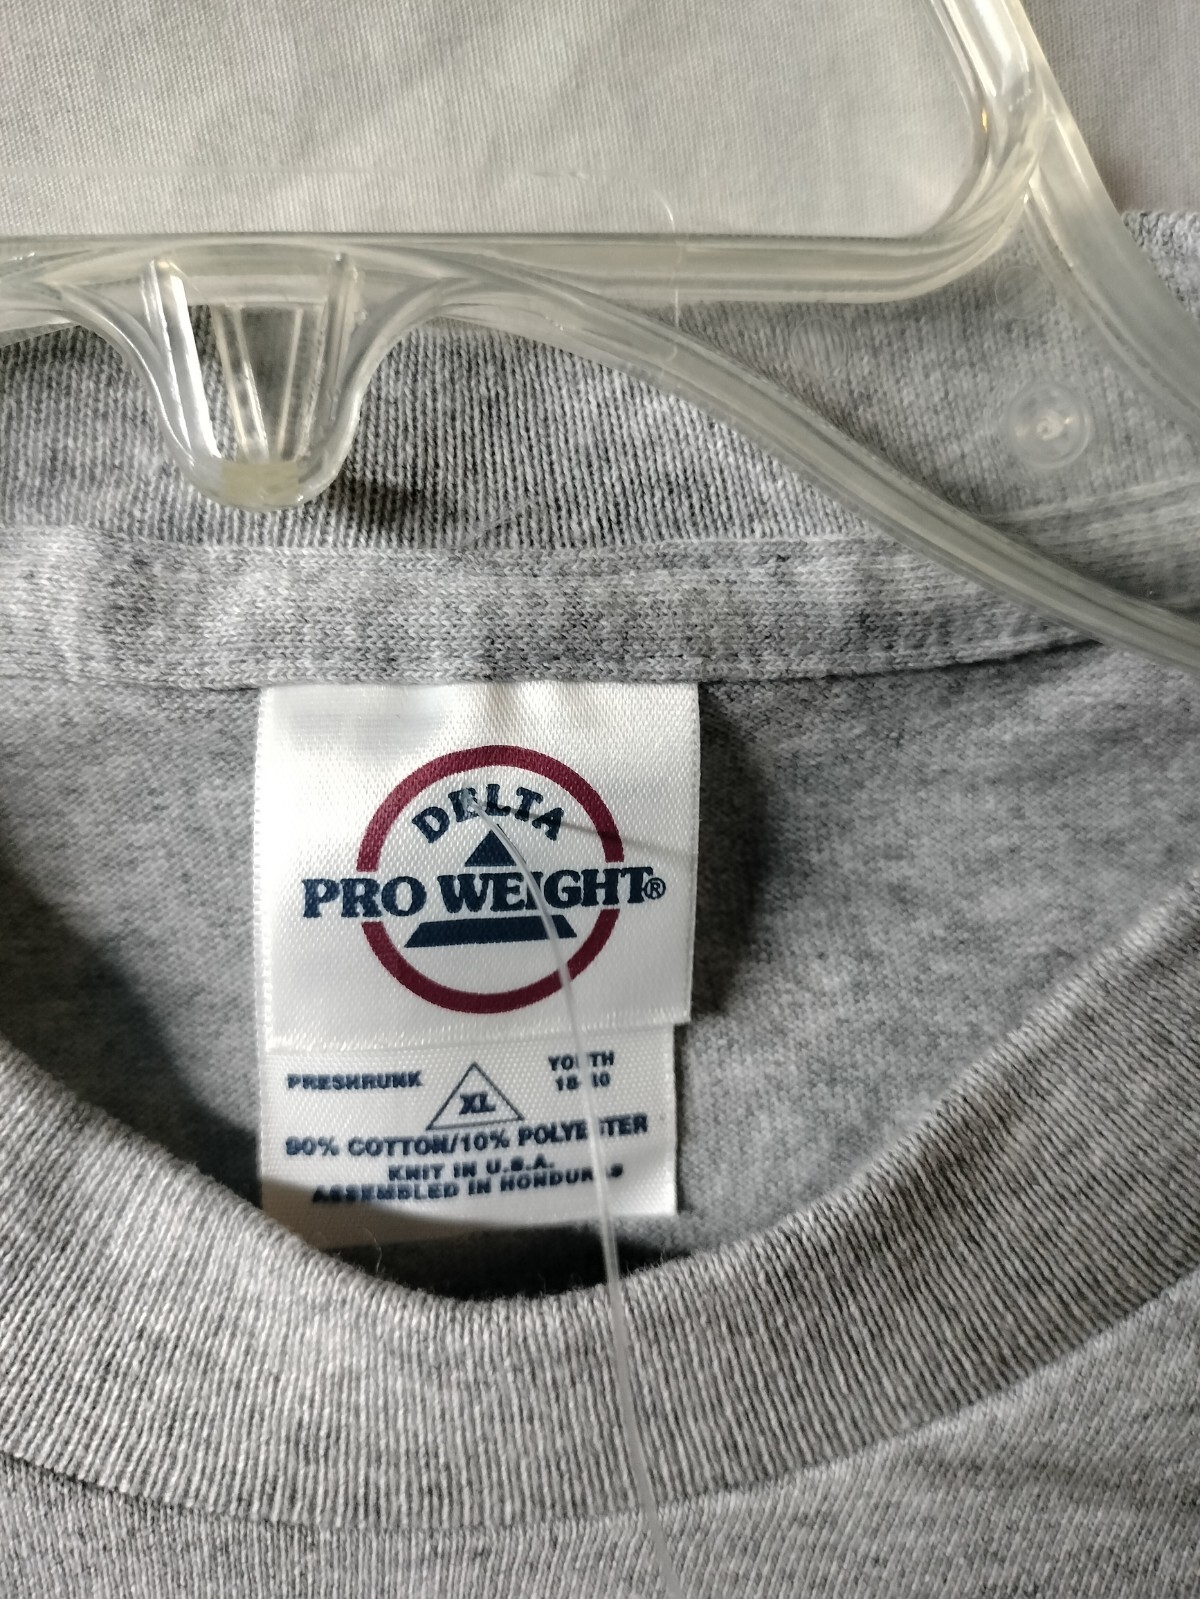 DELTA
PRO WEIGHT®
PRESHRUNK
XL
YOUTH
90% COTTON/10% POLYESTER
KNIT IN U.S.A.
ASSEMBLED IN HONDURAS